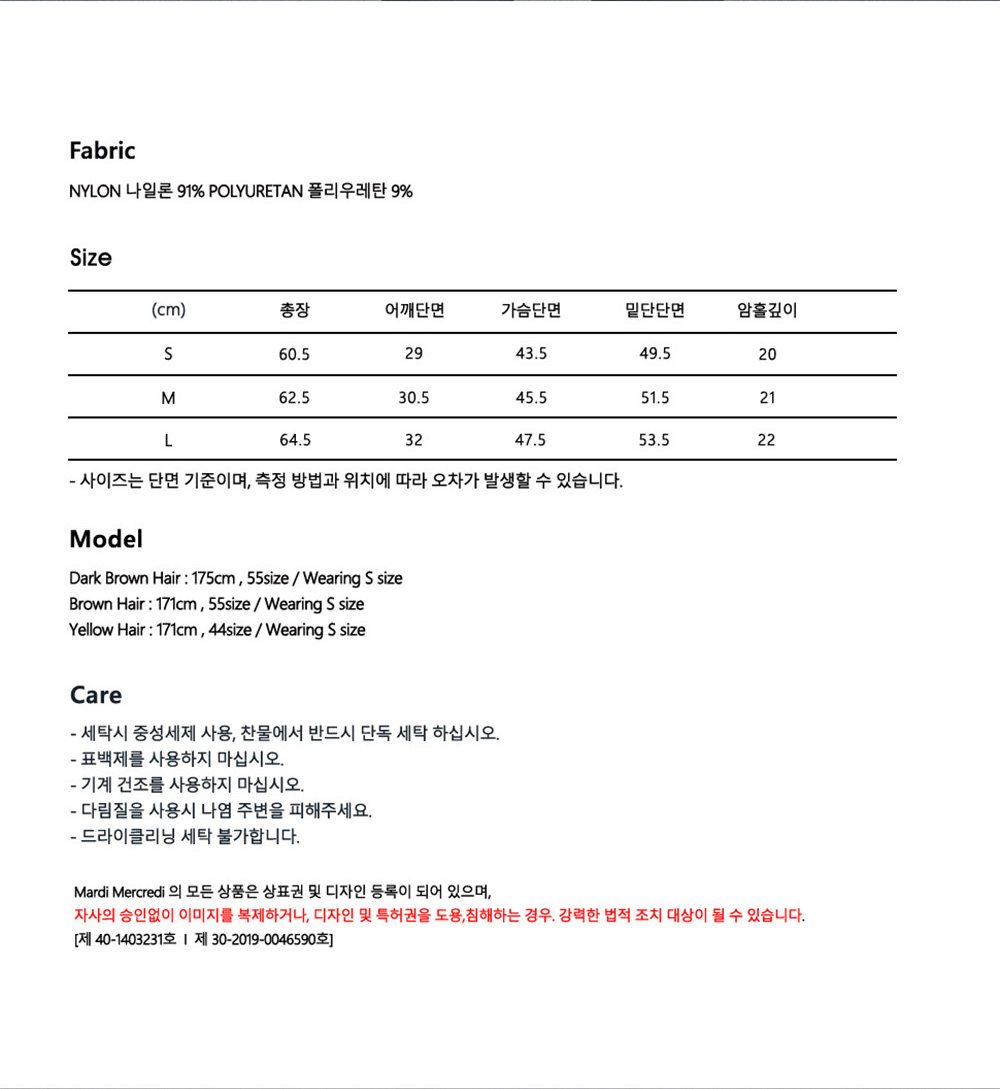 Fabric
NYLON 나일론 91% POLYURETAN 폴리우레탄 9%
Size
(cm) 총장 어깨단면 가슴단면 밑단단면 암홀깊이
S 60.5 29 43.5 49.5 20
M 62.5 30.5 45.5 51.5 21
L 64.5 32 47.5 53.5 22
- 사이즈는 단면 기준이며, 측정 방법과 위치에 따라 오차가 발생할 수 있습니다.
Model
Dark Brown Hair : 175cm , 55size / Wearing S size
Brown Hair : 171cm , 55size / Wearing S size
Yellow Hair : 171cm , 44size / Wearing S size
Care
- 세탁시 중성세제 사용, 찬물에서 반드시 단독 세탁 하십시오.
- 표백제를 사용하지 마십시오.
- 기계 건조를 사용하지 마십시오.
- 다림질을 사용시 나염 주변을 피해주세요.
- 드라이클리닝 세탁 불가합니다.
Mardi Mercredi 의 모든 상품은 상표권 및 디자인 등록이 되어 있으며,
자사의 승인없이 이미지를 복제하거나, 디자인 및 특허권을 도용,침해하는 경우. 강력한 법적 조치 대상이 될 수 있습니다.
[제 40-1403231호 I 제 30-2019-0046590호]